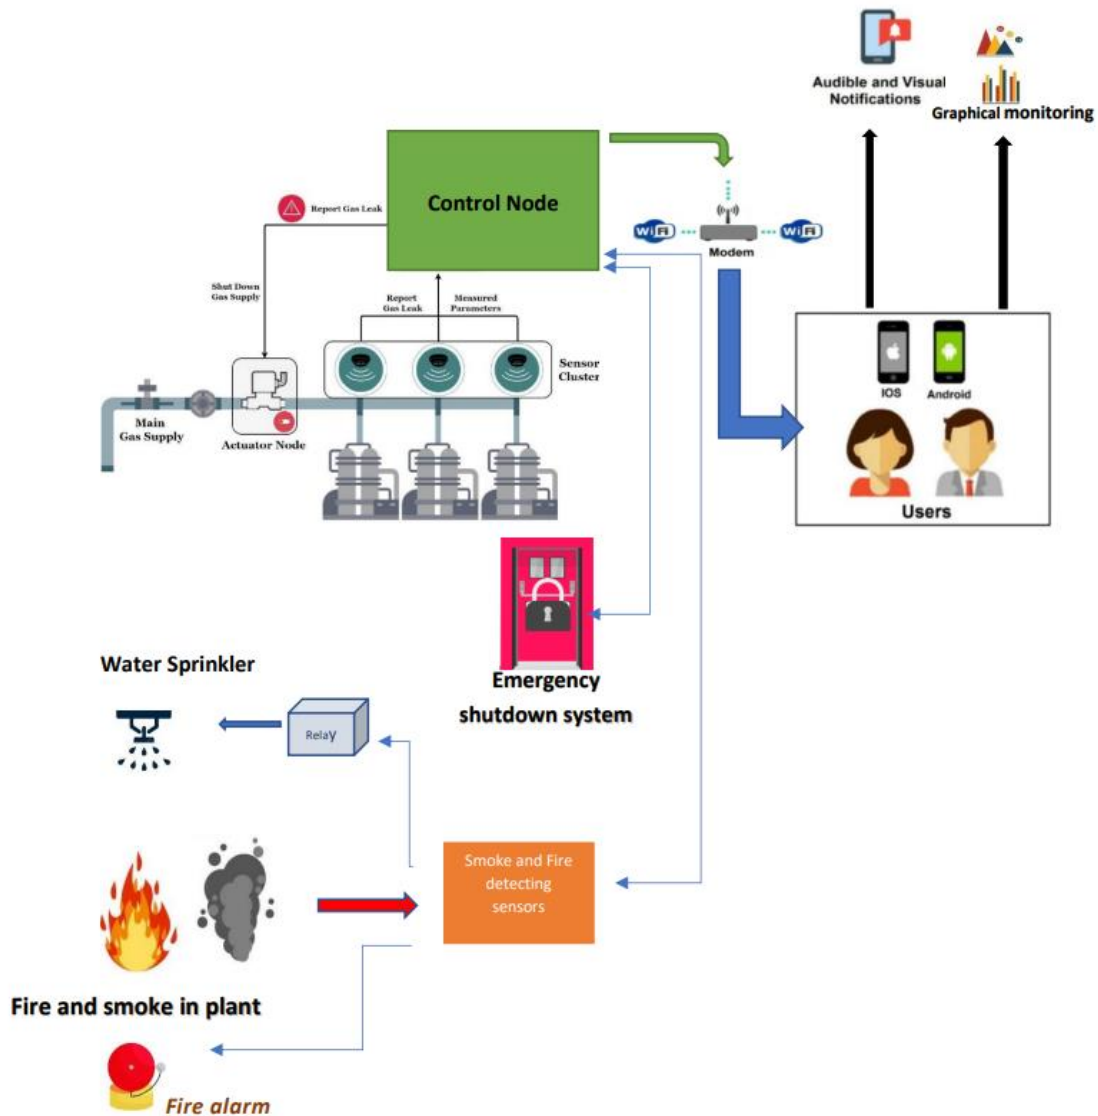 Audible and Visual
Notifications
Graphical monitoring
Control Node
Report Gas Leak
WiFi
WiFi
Modem
Shut Down
Gas Supply
Report
Gas Leak
Measured
Parameters
Sensor
Cluster
IOS
Android
Main
Gas Supply
Actuator Node
Users
Emergency
shutdown system
Water Sprinkler
Relay
Smoke and Fire
detecting
sensors
Fire and smoke in plant
Fire alarm